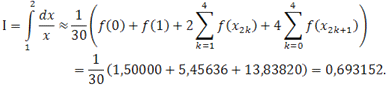 I = ∫₁² dx/x ≈ 1/30 ( f(0) + f(1) + 2 ∑_{k=1}^{4} f(x_{2k}) + 4 ∑_{k=0}^{4} f(x_{2k+1}) )
= 1/30 (1,50000 + 5,45636 + 13,83820) = 0,693152.